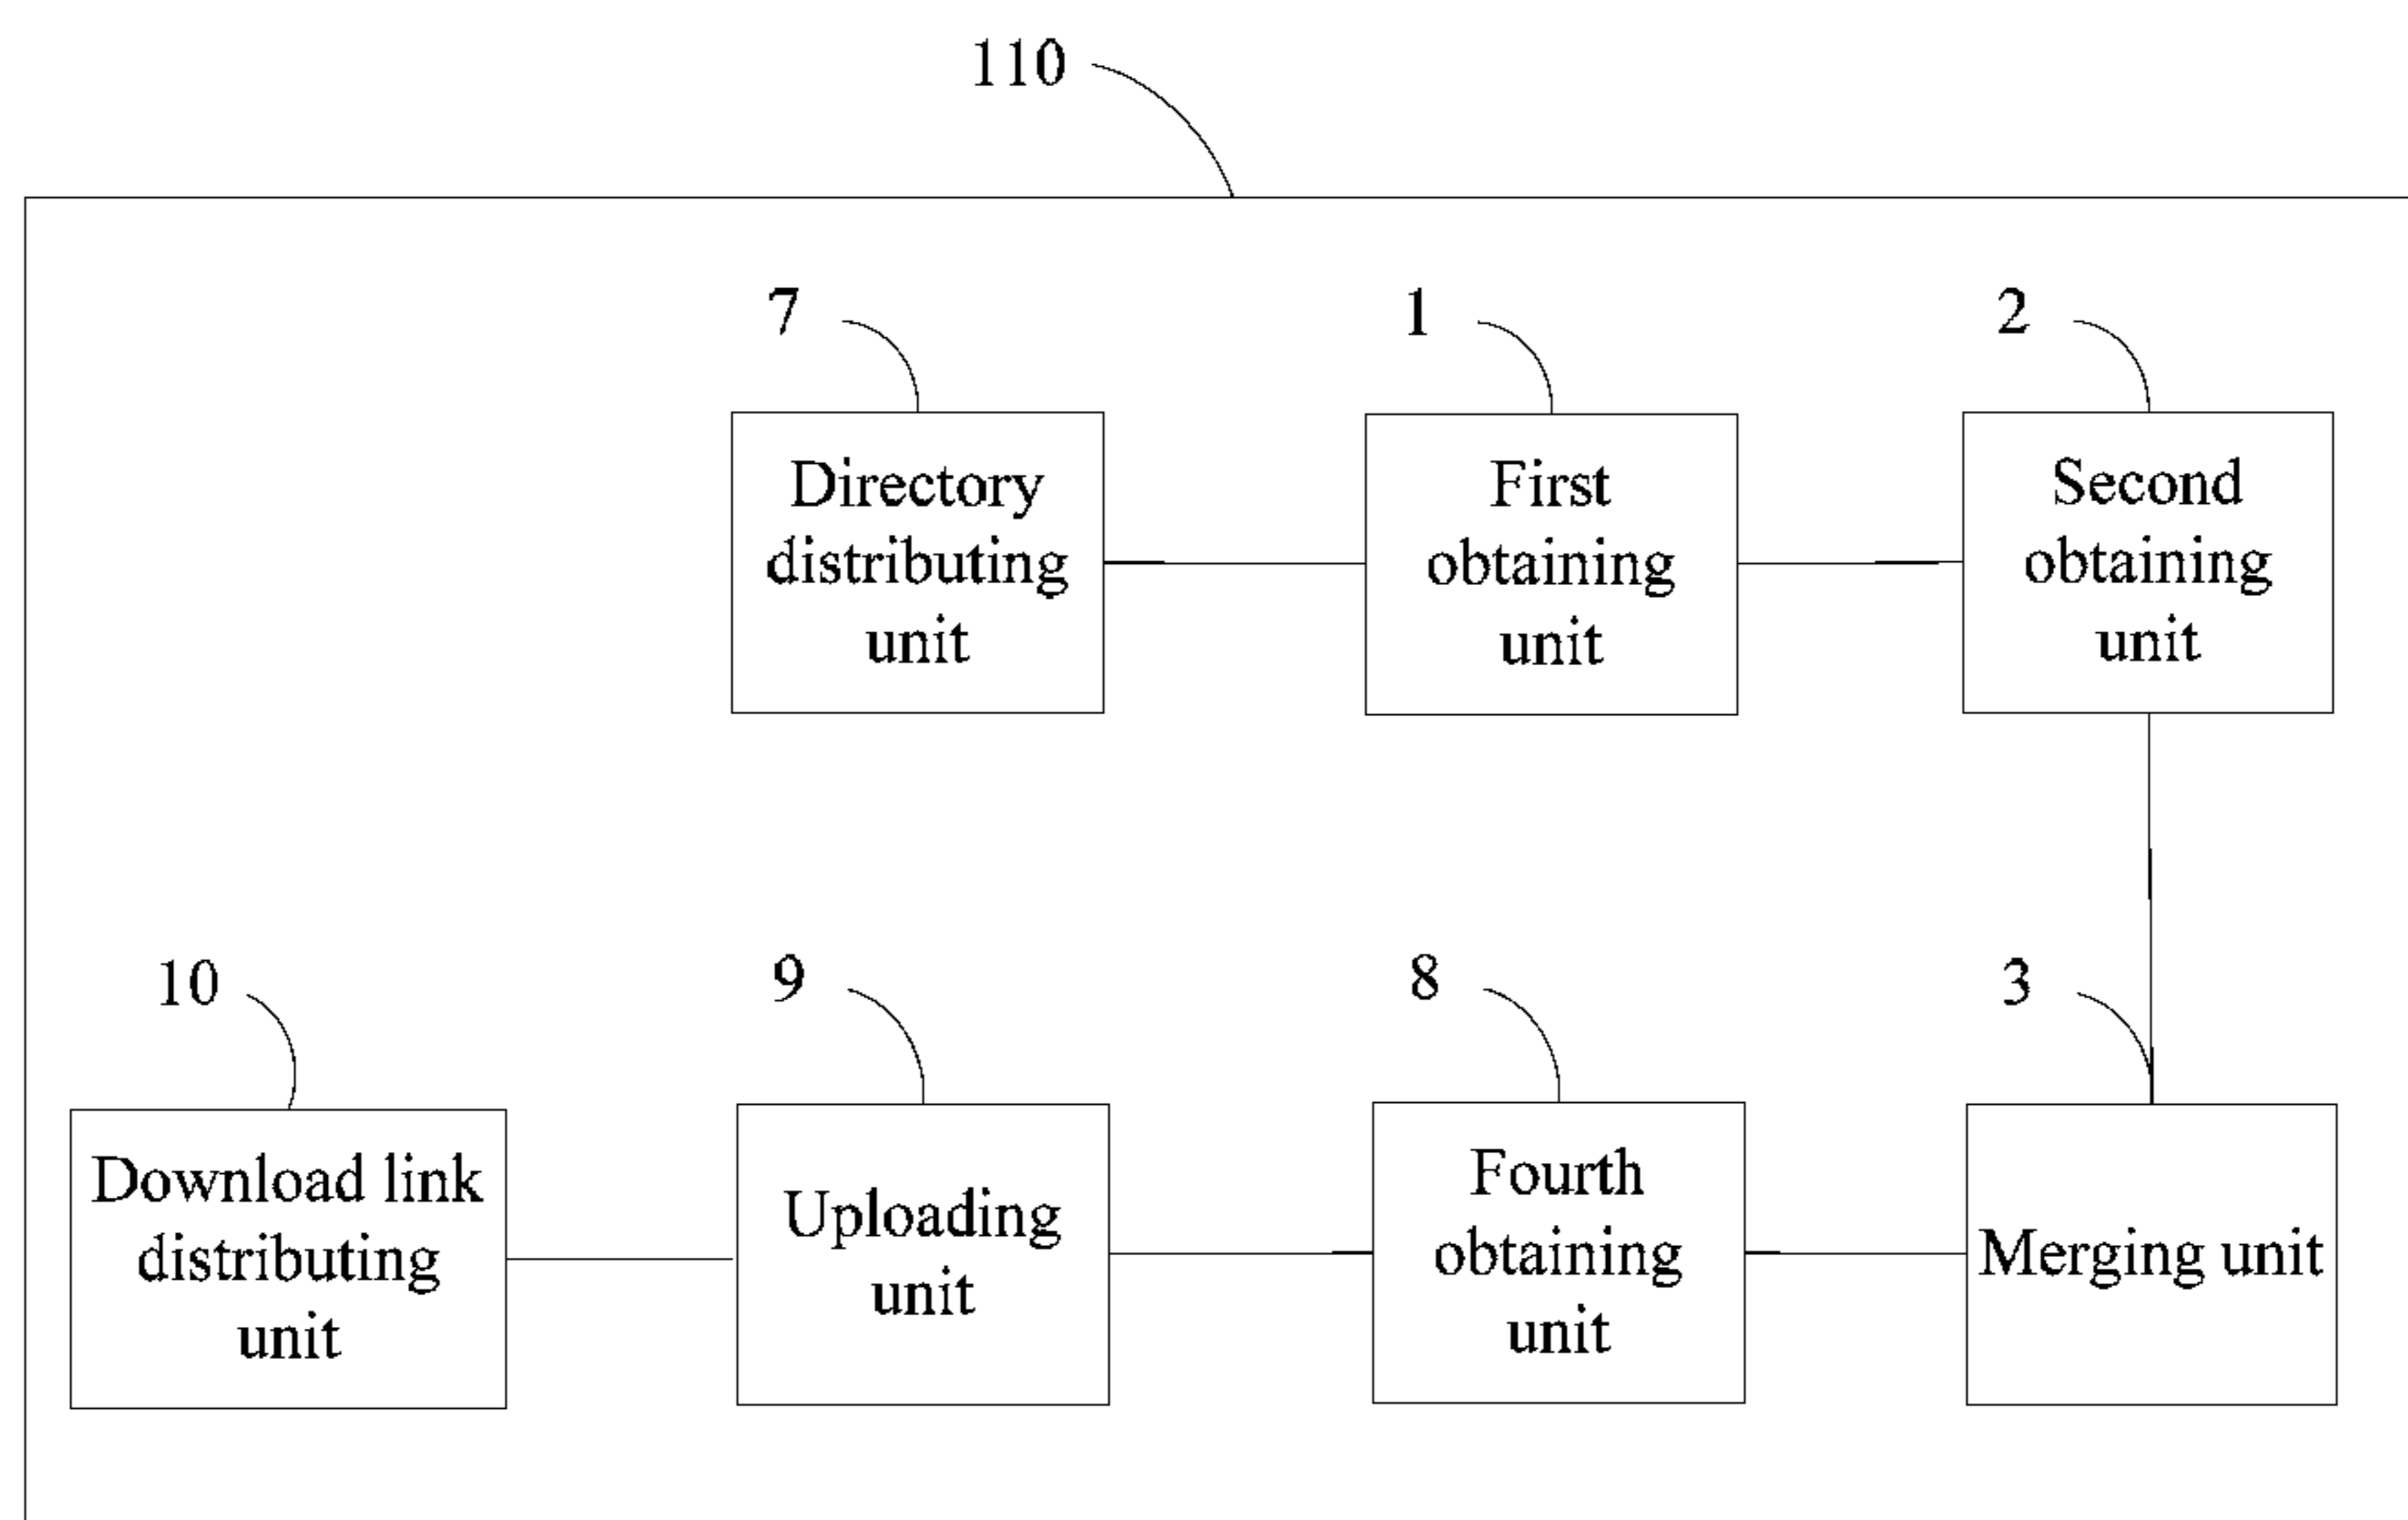 110
7
1
2
Directory
distributing
unit
First
obtaining
unit
Second
obtaining
unit
10
9
8
3
Download link
distributing
unit
Uploading
unit
Fourth
obtaining
unit
Merging unit